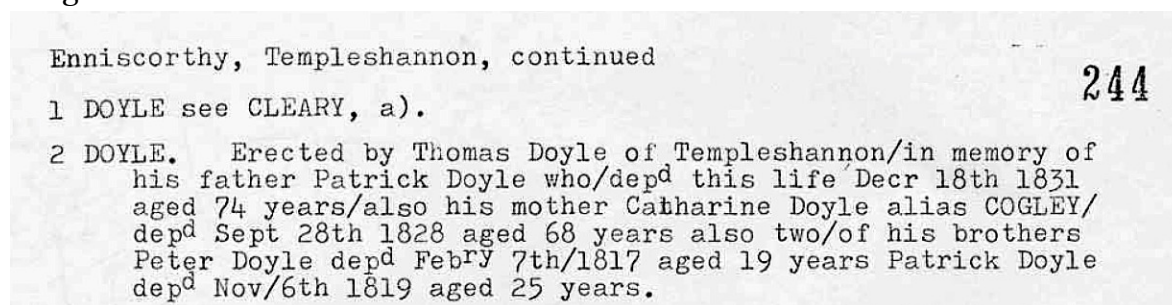 Enniscorthy, Templeshannon, continued
244
1 DOYLE see CLEARY, a).
2 DOYLE. Erected by Thomas Doyle of Templeshannon/in memory of
his father Patrick Doyle who/depd this life Decr 18th 1831
aged 74 years/also his mother Catharine Doyle alias COGLEY/
depd Sept 28th 1828 aged 68 years also two/of his brothers
Peter Doyle depd Febry 7th/1817 aged 19 years Patrick Doyle
depd Nov/6th 1819 aged 25 years.